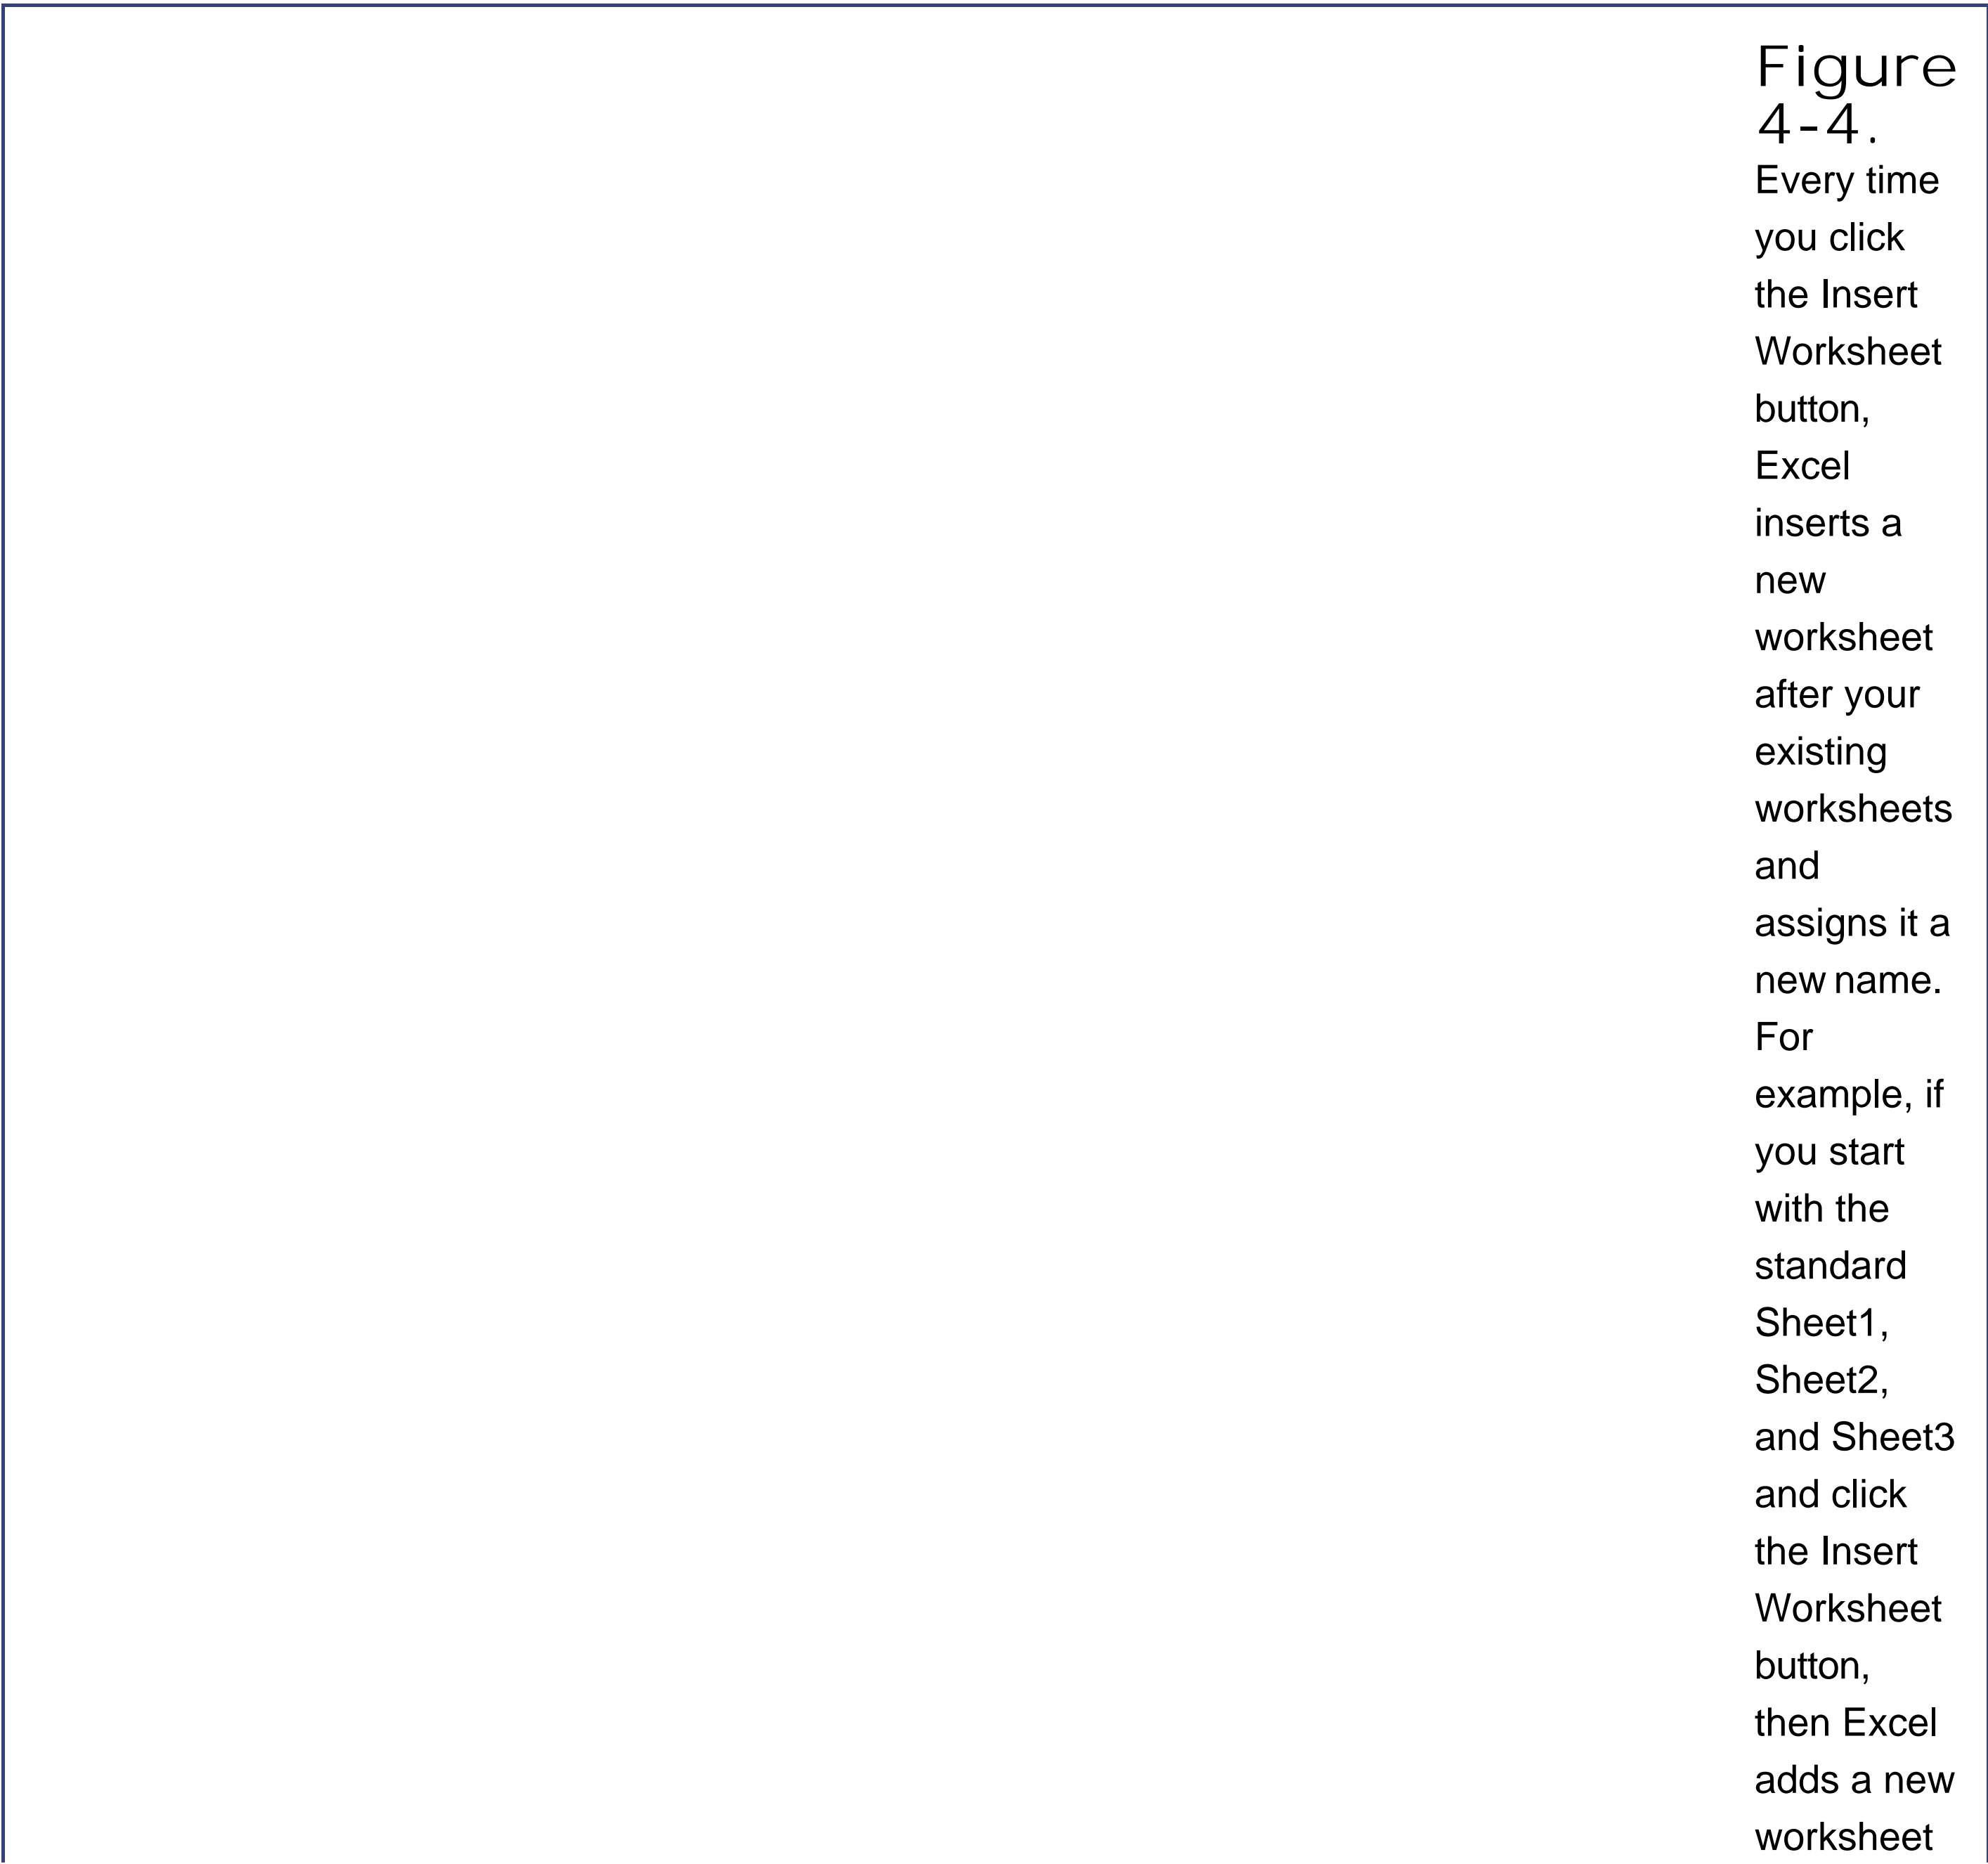 Figure
4-4.
Every time
you click
the Insert
Worksheet
button,
Excel
inserts a
new
worksheet
after your
existing
worksheets
and
assigns it a
new name.
For
example, if
you start
with the
standard
Sheet1,
Sheet2,
and Sheet3
and click
the Insert
Worksheet
button,
then Excel
adds a new
worksheet